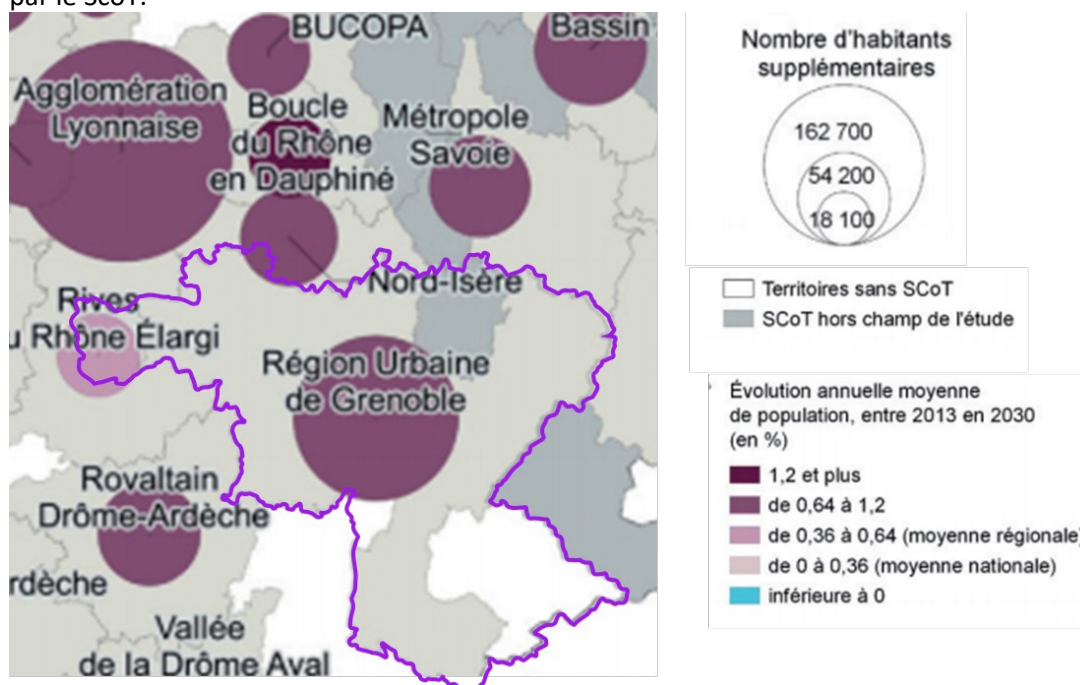 par le ScoT.
BUCOPA
Bassin
Agglomération
Lyonnaise
Boucle
du Rhône
en Dauphiné
Métropole
Savoie
Nord-Isère
Rives
u Rhône Élargi
Région Urbaine
de Grenoble
Rovaltain
Drôme-Ardèche
rdèche
Vallée
de la Drôme Aval
Nombre d'habitants
supplémentaires
162 700
54 200
18 100
Territoires sans SCoT
SCoT hors champ de l'étude
Évolution annuelle moyenne
de population, entre 2013 en 2030
(en %)
1,2 et plus
de 0,64 à 1,2
de 0,36 à 0,64 (moyenne régionale)
de 0 à 0,36 (moyenne nationale)
inférieure à 0